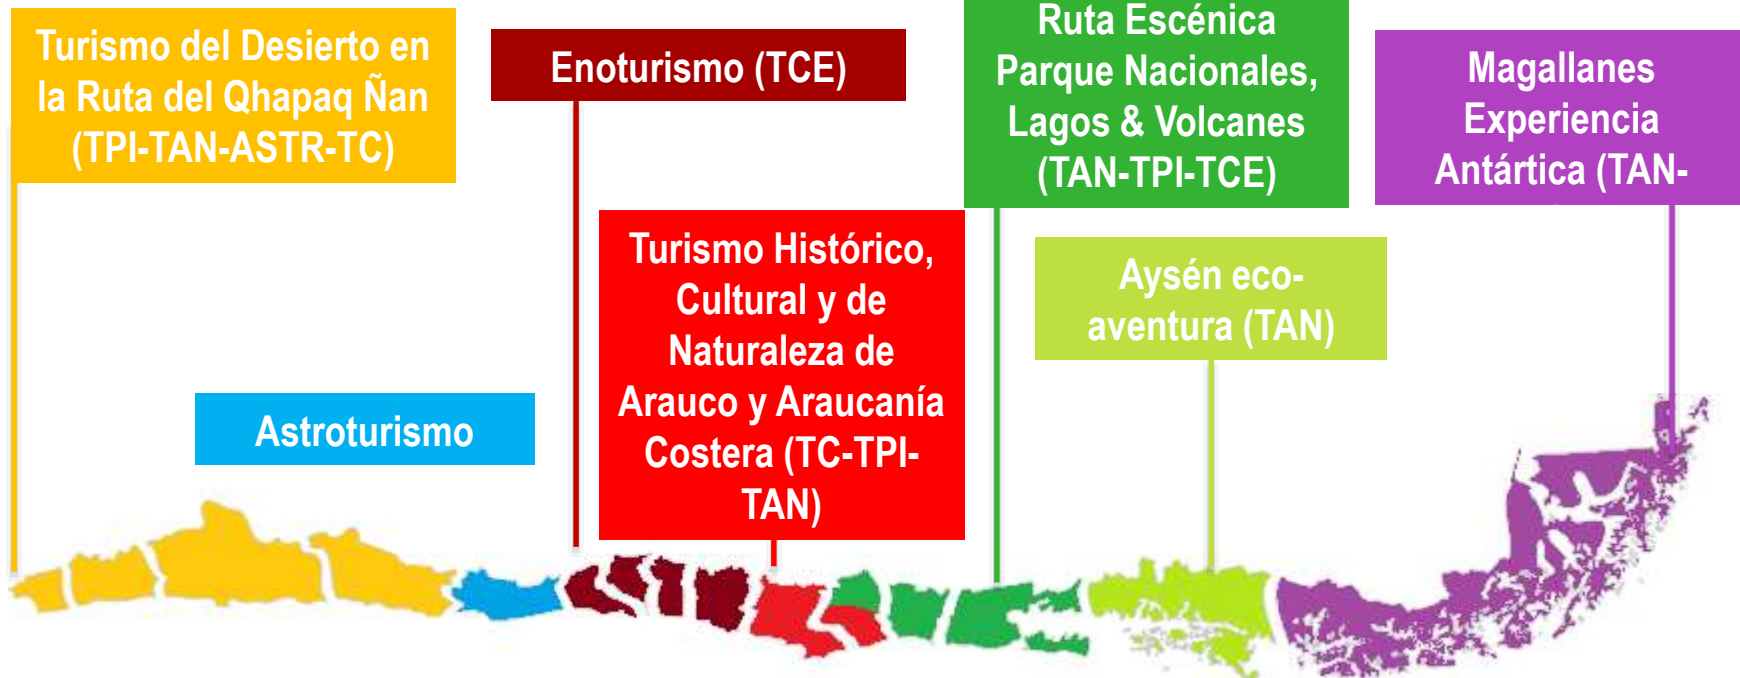 Turismo del Desierto en
la Ruta del Qhapaq Ñan
(TPI-TAN-ASTR-TC)
Enoturismo (TCE)
Ruta Escénica
Parque Nacionales,
Lagos & Volcanes
(TAN-TPI-TCE)
Magallanes
Experiencia
Antártica (TAN-
Turismo Histórico,
Cultural y de
Naturaleza de
Arauco y Araucanía
Costera (TC-TPI-
TAN)
Aysén eco-
aventura (TAN)
Astroturismo